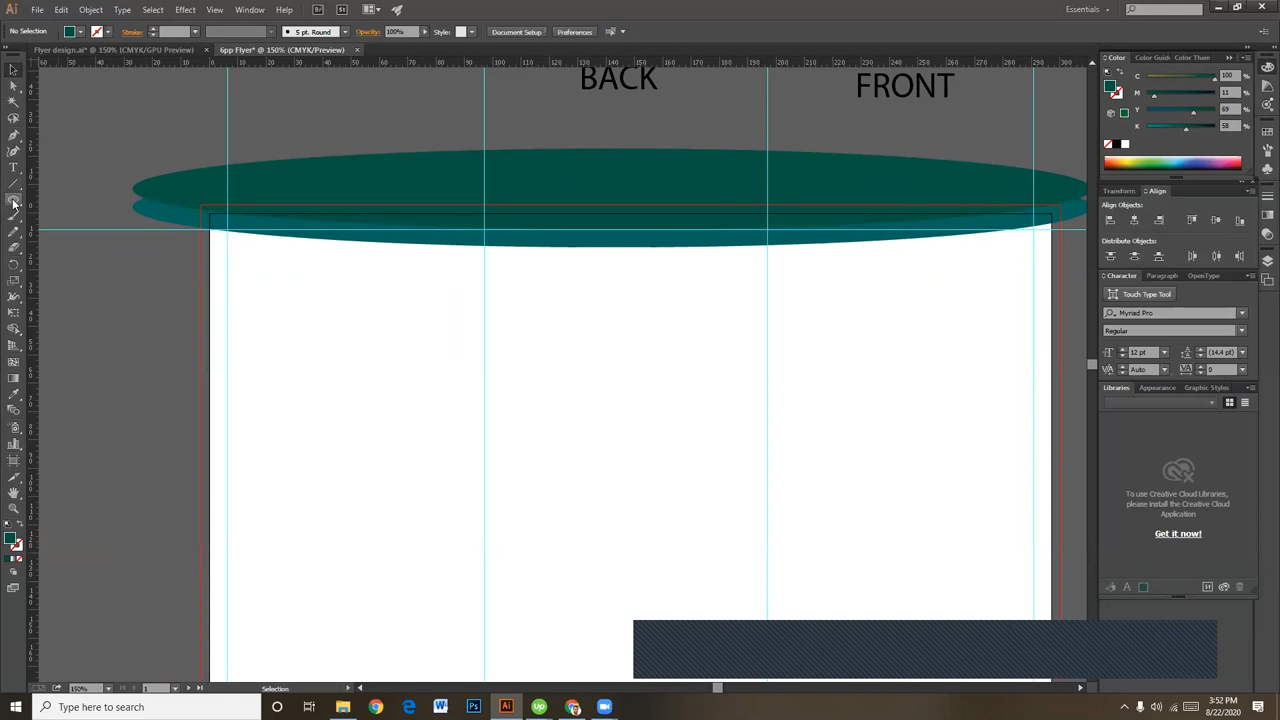 File Edit Object Type Select Effect View Window Help Br St Essentials
No Selection Stroke: 5 pt. Round Opacity: 100% Style: Document Setup Preferences
Flyer design.ai* @ 150% (CMYK/GPU Preview) × 6pp Flyer* @ 150% (CMYK/Preview) ×
BACK
FRONT
Color Color Guide Color Them
C 100 %
M 11 %
Y 69 %
K 58 %
Transform Align
Align Objects:
Distribute Objects:
Character Paragraph OpenType
Touch Type Tool
Myriad Pro
Regular
12 pt (14.4 pt)
Auto 0
Libraries Appearance Graphic Styles
To use Creative Cloud Libraries,
please install the Creative Cloud
Application
Get it now!
150% 1 Selection
Type here to search
3:52 PM
8/22/2020